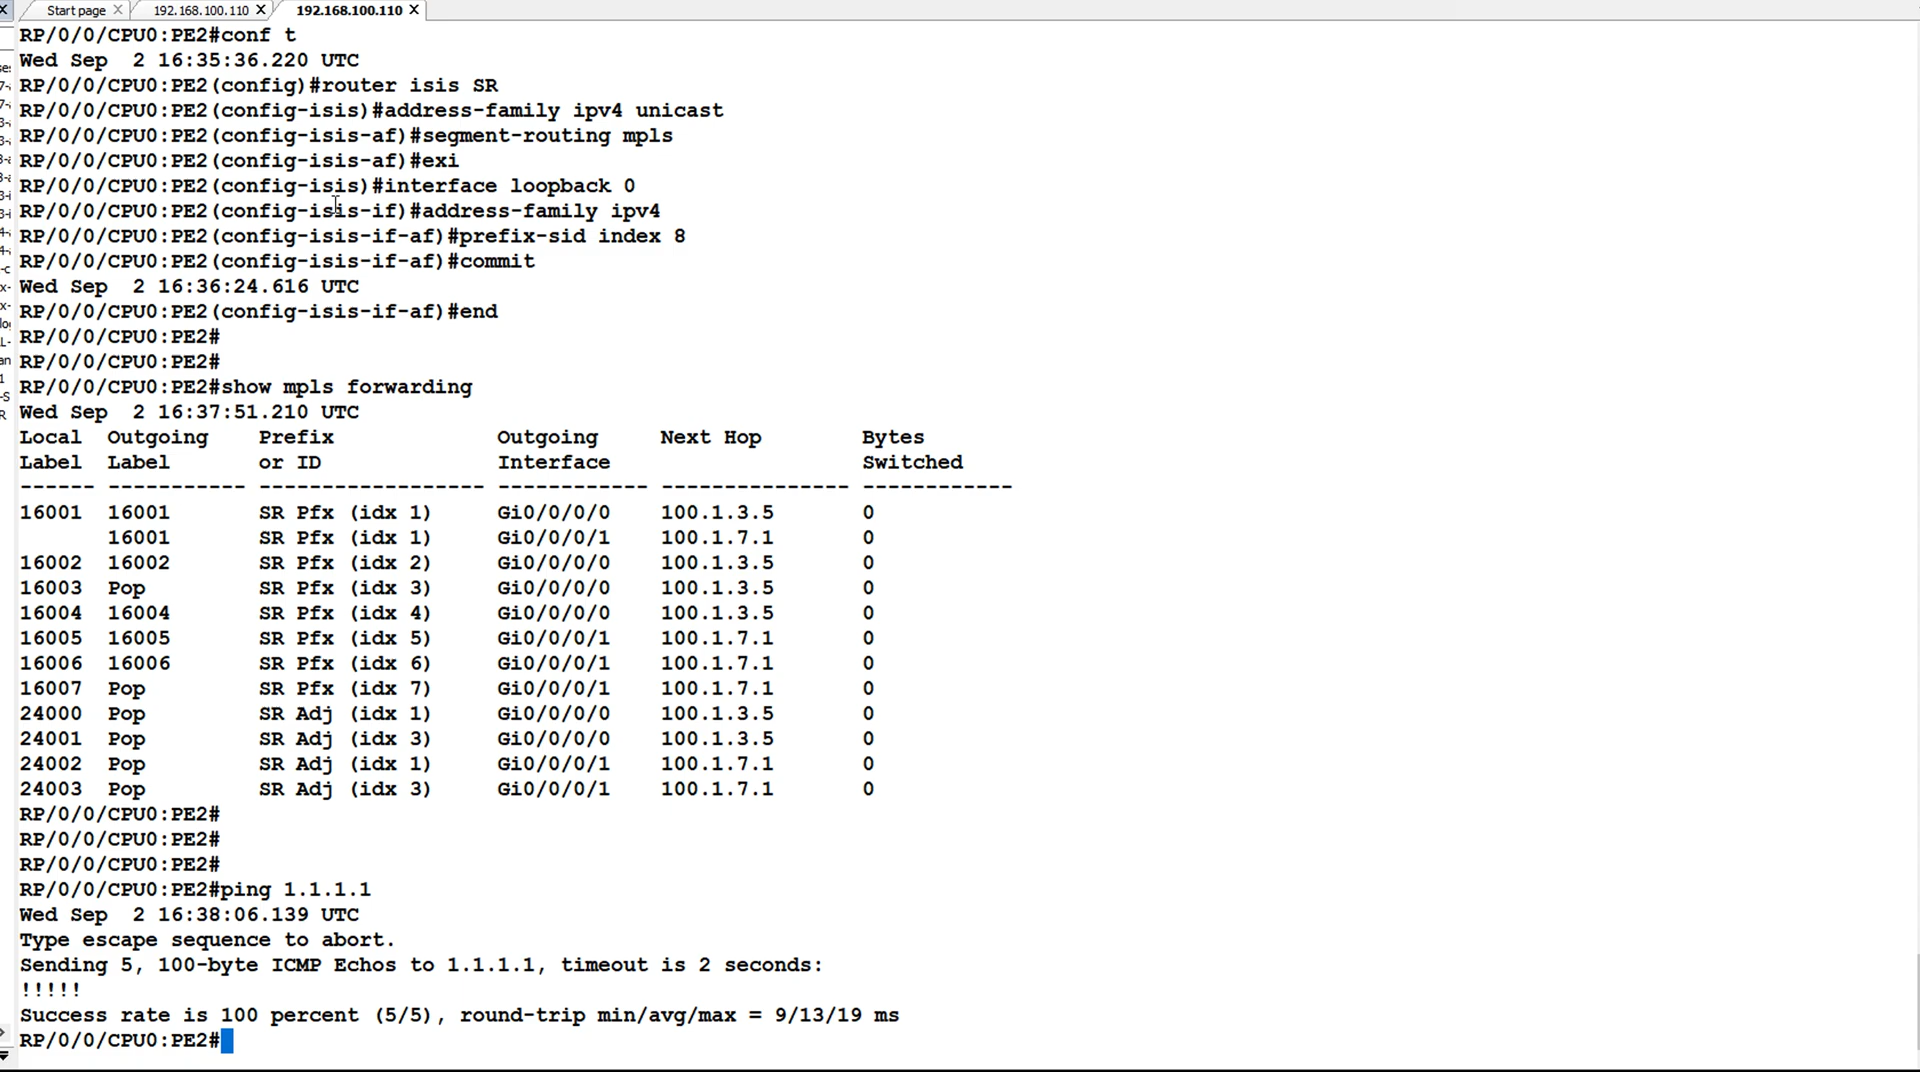 Start page 192.168.100.110 192.168.100.110
RP/0/0/CPU0:PE2#conf t
Wed Sep  2 16:35:36.220 UTC
RP/0/0/CPU0:PE2(config)#router isis SR
RP/0/0/CPU0:PE2(config-isis)#address-family ipv4 unicast
RP/0/0/CPU0:PE2(config-isis-af)#segment-routing mpls
RP/0/0/CPU0:PE2(config-isis-af)#exi
RP/0/0/CPU0:PE2(config-isis)#interface loopback 0
RP/0/0/CPU0:PE2(config-isis-if)#address-family ipv4
RP/0/0/CPU0:PE2(config-isis-if-af)#prefix-sid index 8
RP/0/0/CPU0:PE2(config-isis-if-af)#commit
Wed Sep  2 16:36:24.616 UTC
RP/0/0/CPU0:PE2(config-isis-if-af)#end
RP/0/0/CPU0:PE2#
RP/0/0/CPU0:PE2#
RP/0/0/CPU0:PE2#show mpls forwarding
Wed Sep  2 16:37:51.210 UTC
Local  Outgoing    Prefix             Outgoing     Next Hop        Bytes
Label  Label       or ID              Interface                    Switched
------ ----------- ------------------ ------------ --------------- ------------
16001  16001       SR Pfx (idx 1)     Gi0/0/0/0    100.1.3.5       0
       16001       SR Pfx (idx 1)     Gi0/0/0/1    100.1.7.1       0
16002  16002       SR Pfx (idx 2)     Gi0/0/0/0    100.1.3.5       0
16003  Pop         SR Pfx (idx 3)     Gi0/0/0/0    100.1.3.5       0
16004  16004       SR Pfx (idx 4)     Gi0/0/0/0    100.1.3.5       0
16005  16005       SR Pfx (idx 5)     Gi0/0/0/1    100.1.7.1       0
16006  16006       SR Pfx (idx 6)     Gi0/0/0/1    100.1.7.1       0
16007  Pop         SR Pfx (idx 7)     Gi0/0/0/1    100.1.7.1       0
24000  Pop         SR Adj (idx 1)     Gi0/0/0/0    100.1.3.5       0
24001  Pop         SR Adj (idx 3)     Gi0/0/0/0    100.1.3.5       0
24002  Pop         SR Adj (idx 1)     Gi0/0/0/1    100.1.7.1       0
24003  Pop         SR Adj (idx 3)     Gi0/0/0/1    100.1.7.1       0
RP/0/0/CPU0:PE2#
RP/0/0/CPU0:PE2#
RP/0/0/CPU0:PE2#
RP/0/0/CPU0:PE2#ping 1.1.1.1
Wed Sep  2 16:38:06.139 UTC
Type escape sequence to abort.
Sending 5, 100-byte ICMP Echos to 1.1.1.1, timeout is 2 seconds:
!!!!!
Success rate is 100 percent (5/5), round-trip min/avg/max = 9/13/19 ms
RP/0/0/CPU0:PE2#